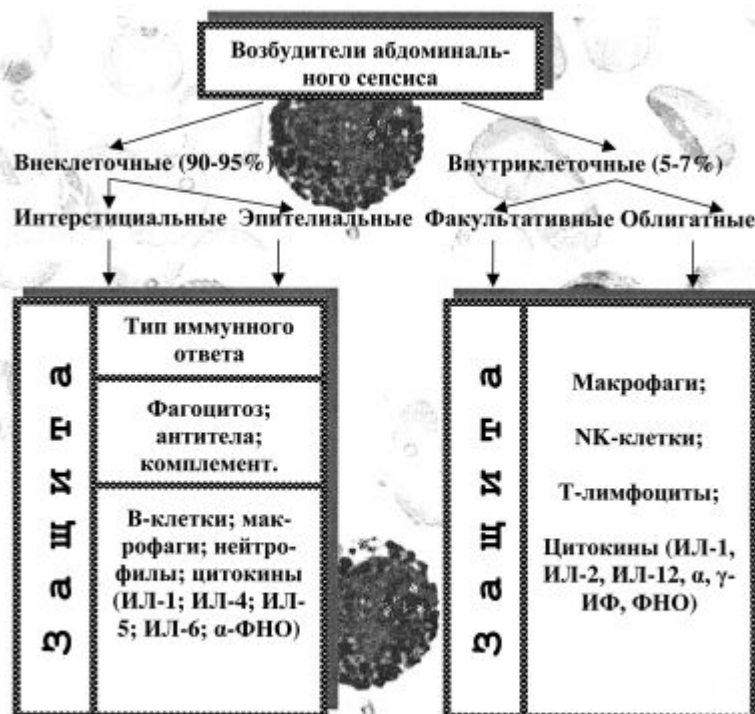 Возбудители абдоминаль-
ного сепсиса
Внеклеточные (90-95%)
Внутриклеточные (5-7%)
Интерстициальные Эпителиальные
Факультативные Облигатные
Защита
Тип иммунного
ответа
Фагоцитоз;
антитела;
комплемент.
В-клетки; мак-
рофаги; нейтро-
филы; цитокины
(ИЛ-1; ИЛ-4; ИЛ-
5; ИЛ-6; α-ФНО)
Защита
Макрофаги;
NK-клетки;
Т-лимфоциты;
Цитокины (ИЛ-1,
ИЛ-2, ИЛ-12, α, γ-
ИФ, ФНО)